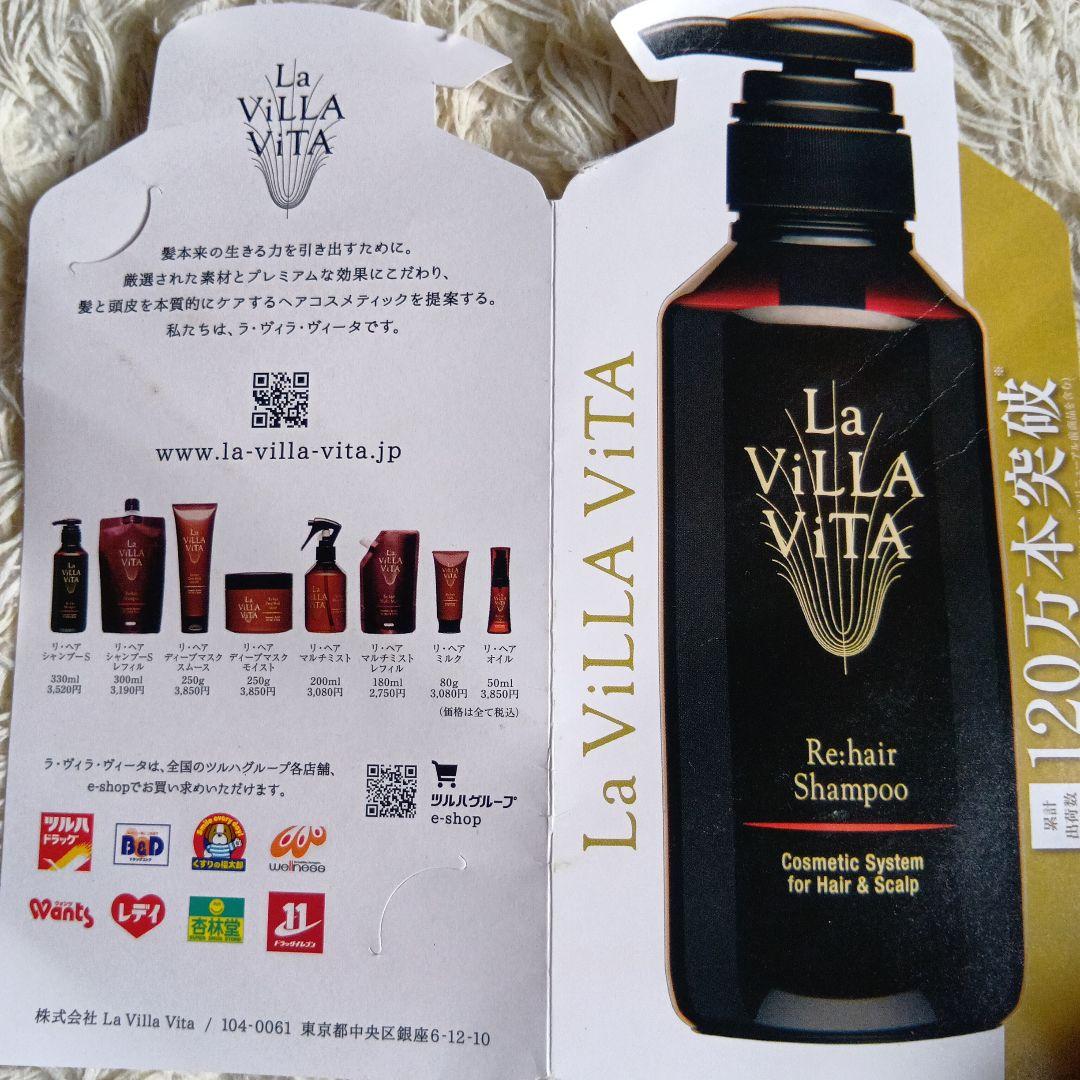 La
ViLLA
ViTA
髪本来の生きる力を引き出すために。
厳選された素材とプレミアムな効果にこだわり、
髪と頭皮を本質的にケアするヘアコスメティックを提案する。
私たちは、ラ・ヴィラ・ヴィータです。
www.la-villa-vita.jp
リ・ヘア
シャンプーS
330ml
3,520円
リ・ヘア
シャンプーS
レフィル
300ml
3,190円
リ・ヘア
ディープマスク
スムース
250g
3,850円
リ・ヘア
ディープマスク
モイスト
250g
3,850円
リ・ヘア
マルチミスト
200ml
3,080円
リ・ヘア
マルチミスト
レフィル
180ml
2,750円
リ・ヘア
ミルク
80g
3,080円
リ・ヘア
オイル
50ml
3,850円
(価格は全て税込)
ラ・ヴィラ・ヴィータは、全国のツルハグループ各店舗、
e-shopでお買い求めいただけます。
ツルハグループ
e-shop
ツルハ
ドラッグ
B&D
ドラッグストア
Smile every day!
くすりの福太郎
wellness
ウォンツ
Wants
レデイ
杏林堂
SUPER DRUG STORE
11
ドラッグイレブン
株式会社 La Villa Vita / 104-0061 東京都中央区銀座6-12-10
La ViLLA ViTA
La
ViLLA
ViTA
Re:hair
Shampoo
Cosmetic System
for Hair & Scalp
累計
出荷数
120万本突破※